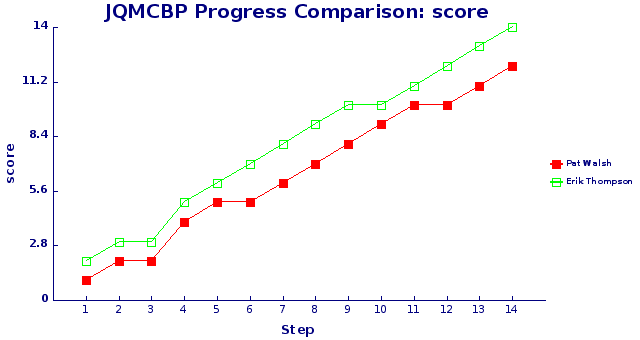 JQMCBP Progress Comparison: score
14
11.2
8.4
5.6
2.8
0
score
1 2 3 4 5 6 7 8 9 10 11 12 13 14
Step
Pat Walsh
Erik Thompson